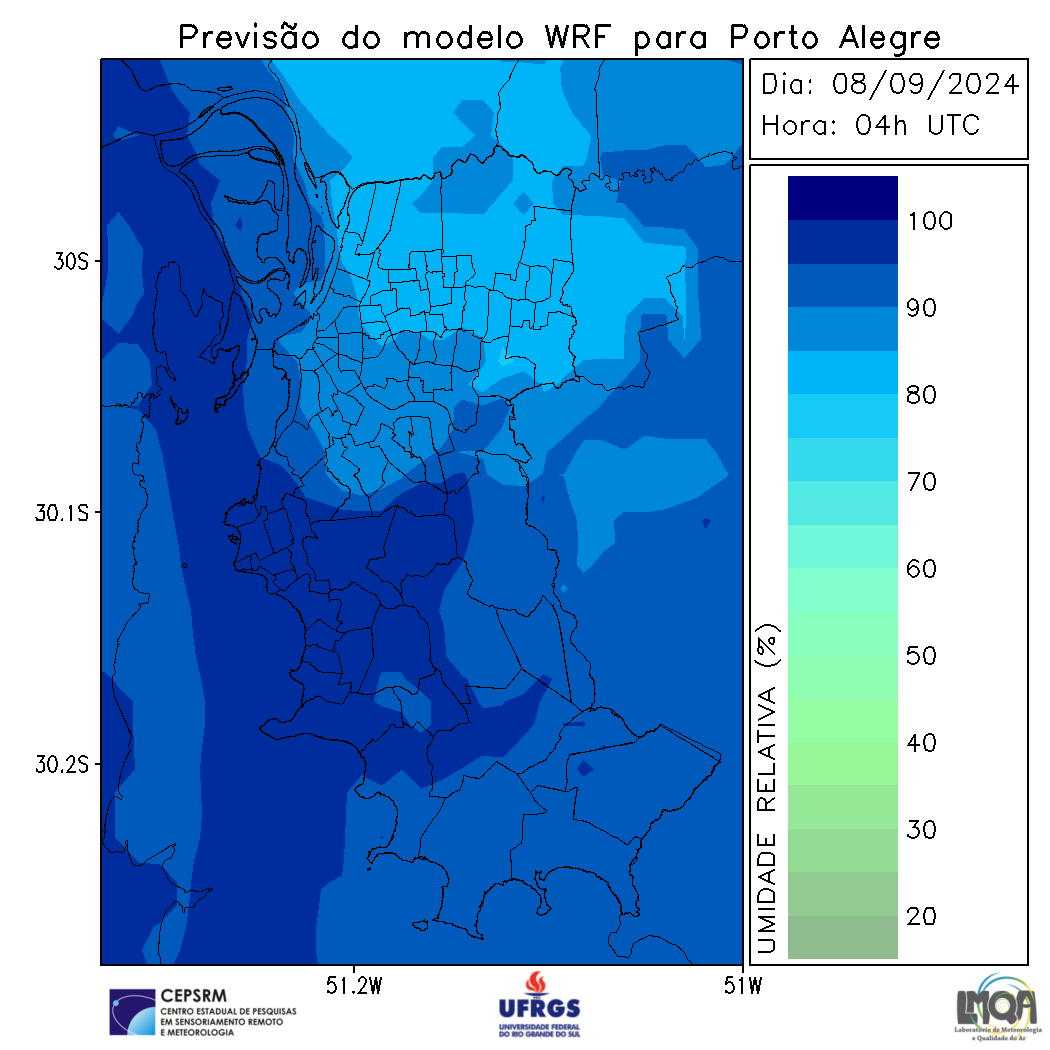 Previsão do modelo WRF para Porto Alegre
Dia: 08/09/2024
Hora: 04h UTC
100
90
80
70
60
50
40
30
20
UMIDADE RELATIVA (%)
30S
30.1S
30.2S
51.2W
51W
CEPSRM
CENTRO ESTADUAL DE PESQUISAS
EM SENSORIAMENTO REMOTO
E METEOROLOGIA
UFRGS
UNIVERSIDADE FEDERAL
DO RIO GRANDE DO SUL
LMQA
Laboratório de Meteorologia
e Qualidade do Ar